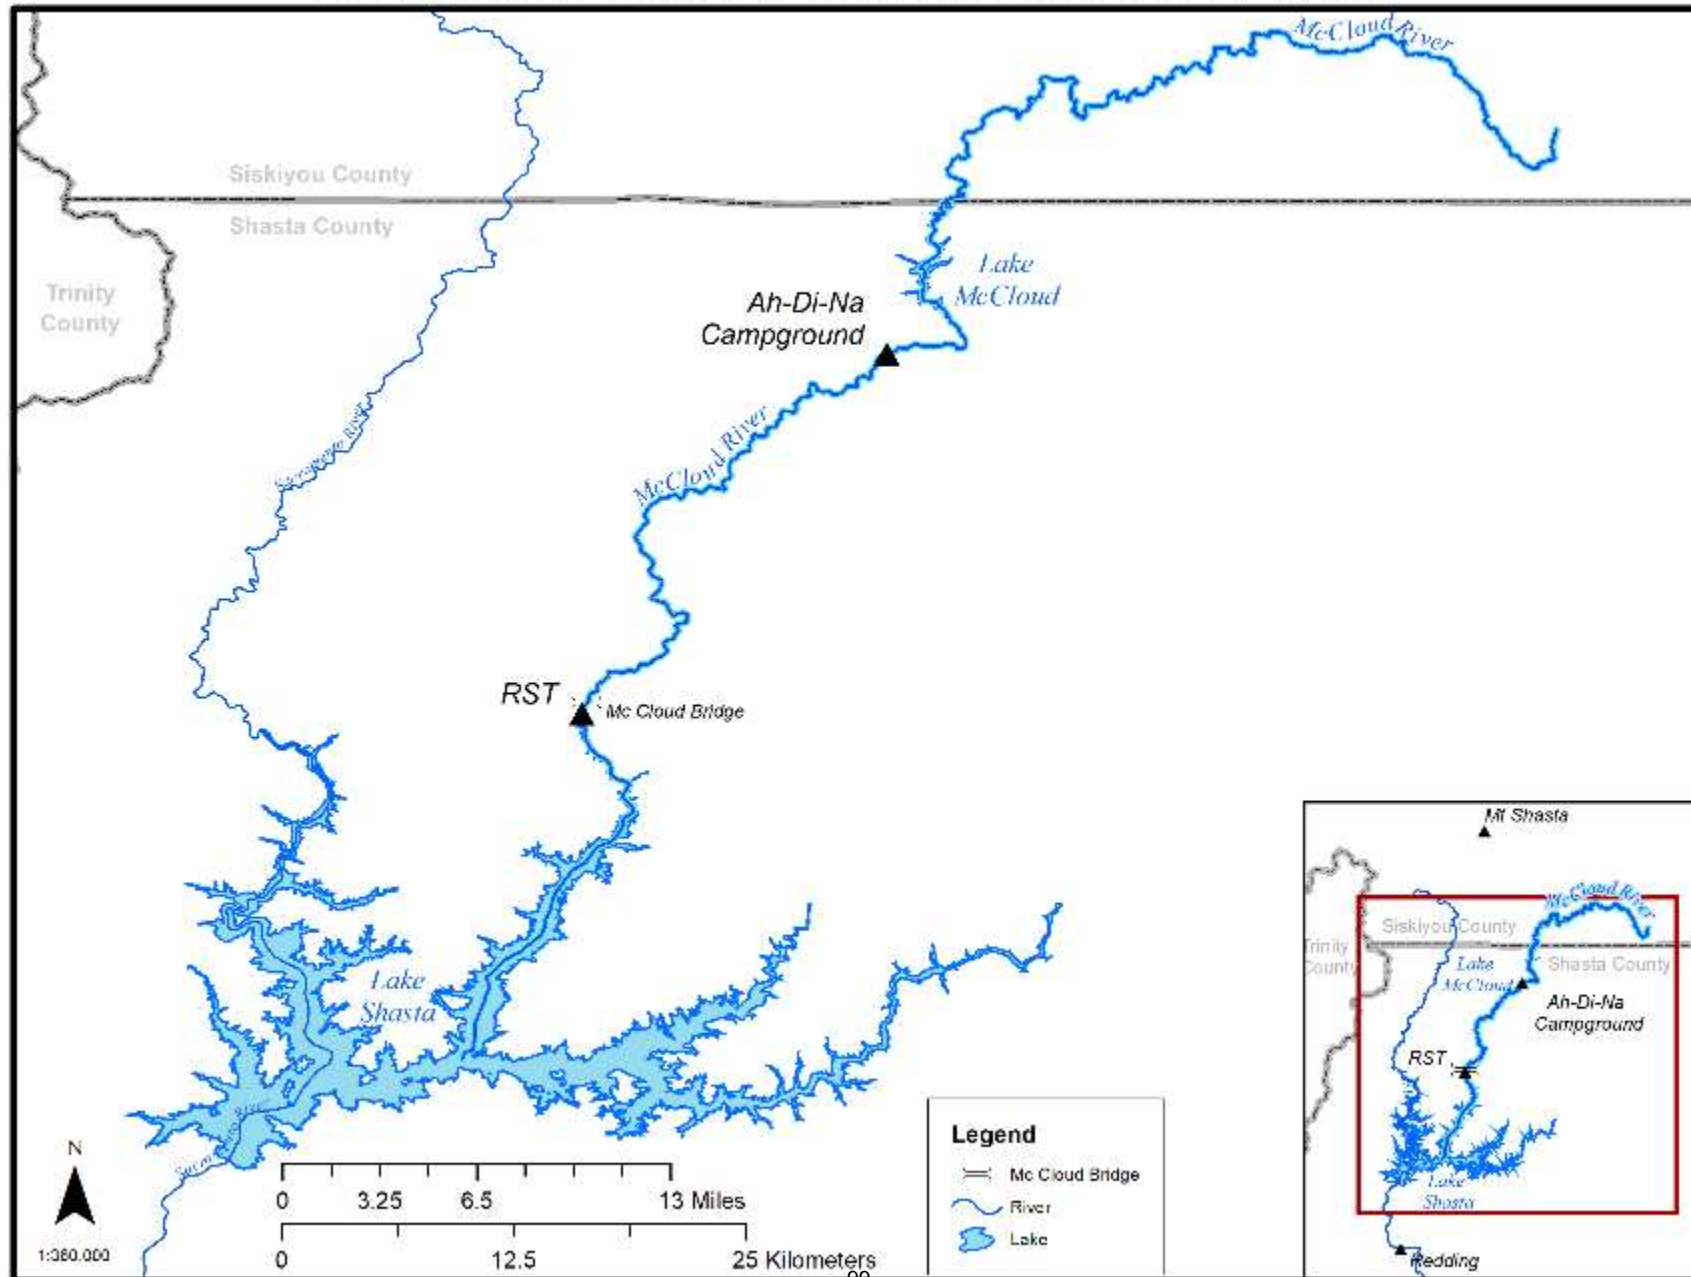 McCloud River
Siskiyou County
Shasta County
Trinity
County
Lake
McCloud
Ah-Di-Na
Campground
Sacramento River
McCloud River
RST
Mc Cloud Bridge
Lake
Shasta
N
1:360,000
0 3.25 6.5 13 Miles
0 12.5 25 Kilometers
Legend
Mc Cloud Bridge
River
Lake
Mt Shasta
McCloud River
Siskiyou County
Trinity
County
Shasta County
Lake
McCloud
Ah-Di-Na
Campground
RST
Lake
Shasta
Redding